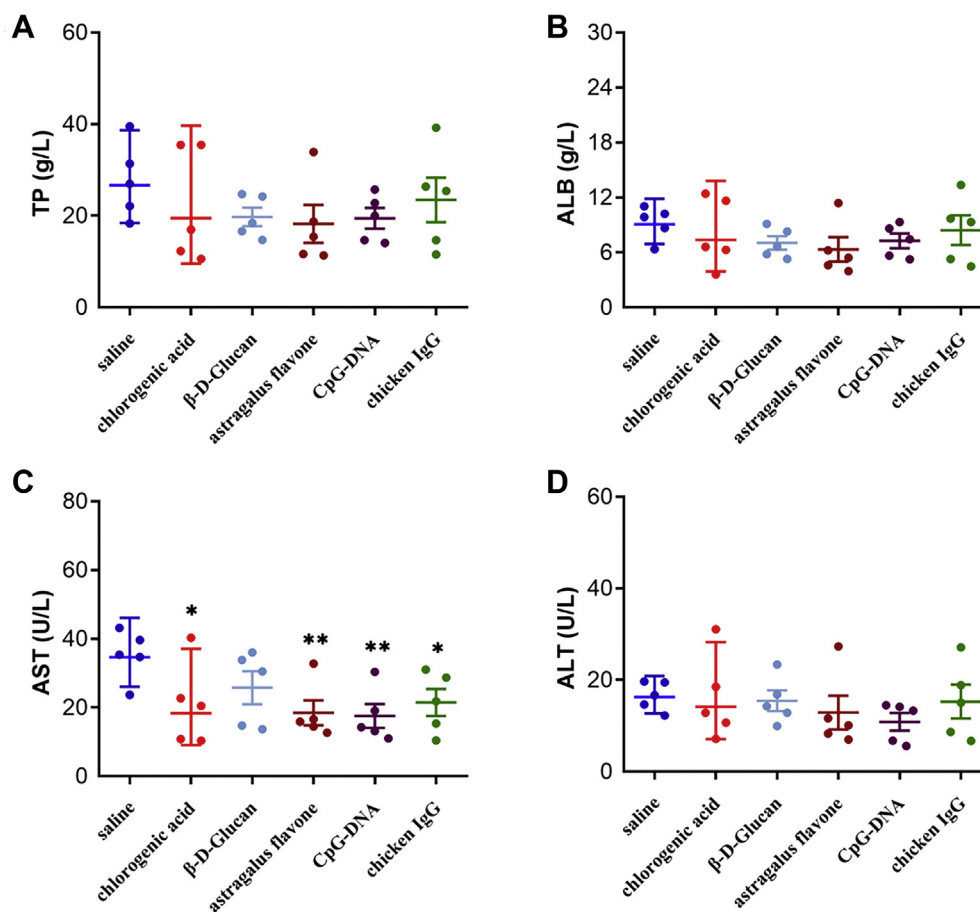 A
TP (g/L)
60
40
20
0
saline
chlorogenic acid
β-D-Glucan
astragalus flavone
CpG-DNA
chicken IgG
B
ALB (g/L)
30
24
18
12
6
0
saline
chlorogenic acid
β-D-Glucan
astragalus flavone
CpG-DNA
chicken IgG
C
AST (U/L)
80
60
40
20
0
*
**
**
*
saline
chlorogenic acid
β-D-Glucan
astragalus flavone
CpG-DNA
chicken IgG
D
ALT (U/L)
60
40
20
0
saline
chlorogenic acid
β-D-Glucan
astragalus flavone
CpG-DNA
chicken IgG